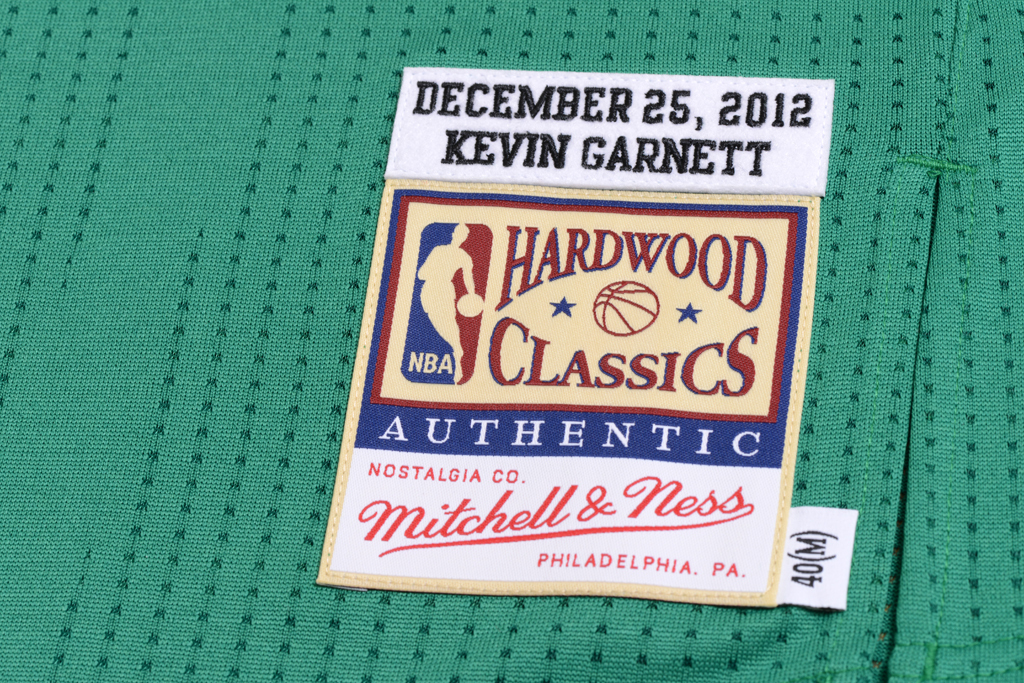 DECEMBER 25, 2012
KEVIN GARNETT
HARDWOOD
CLASSICS
NBA
AUTHENTIC
NOSTALGIA CO.
Mitchell & Ness
PHILADELPHIA. PA.
40(M)